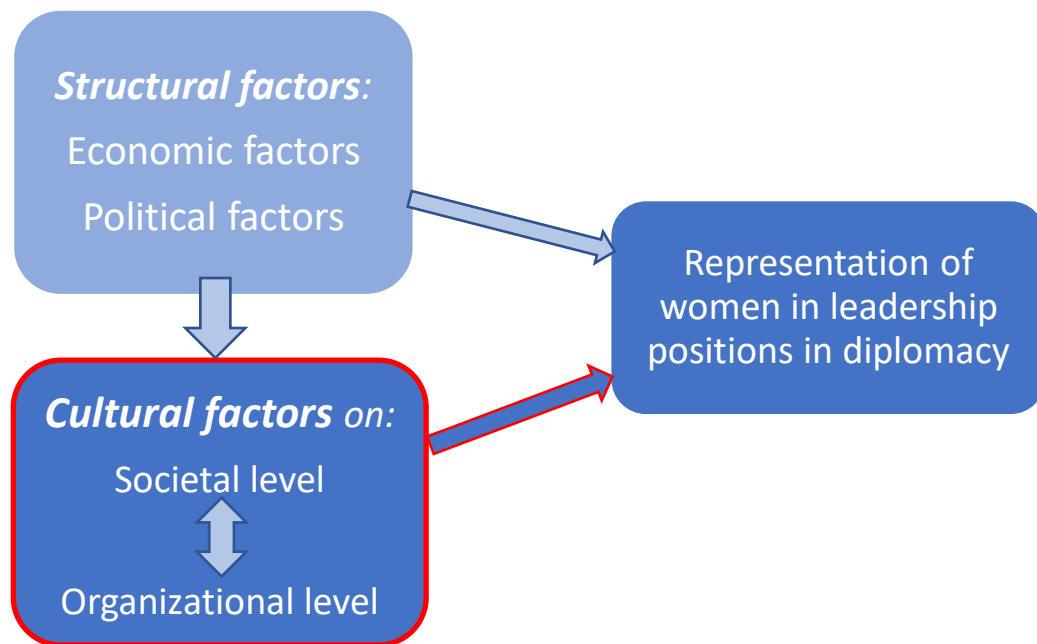 Structural factors:
Economic factors
Political factors
Cultural factors on:
Societal level
Organizational level
Representation of
women in leadership
positions in diplomacy